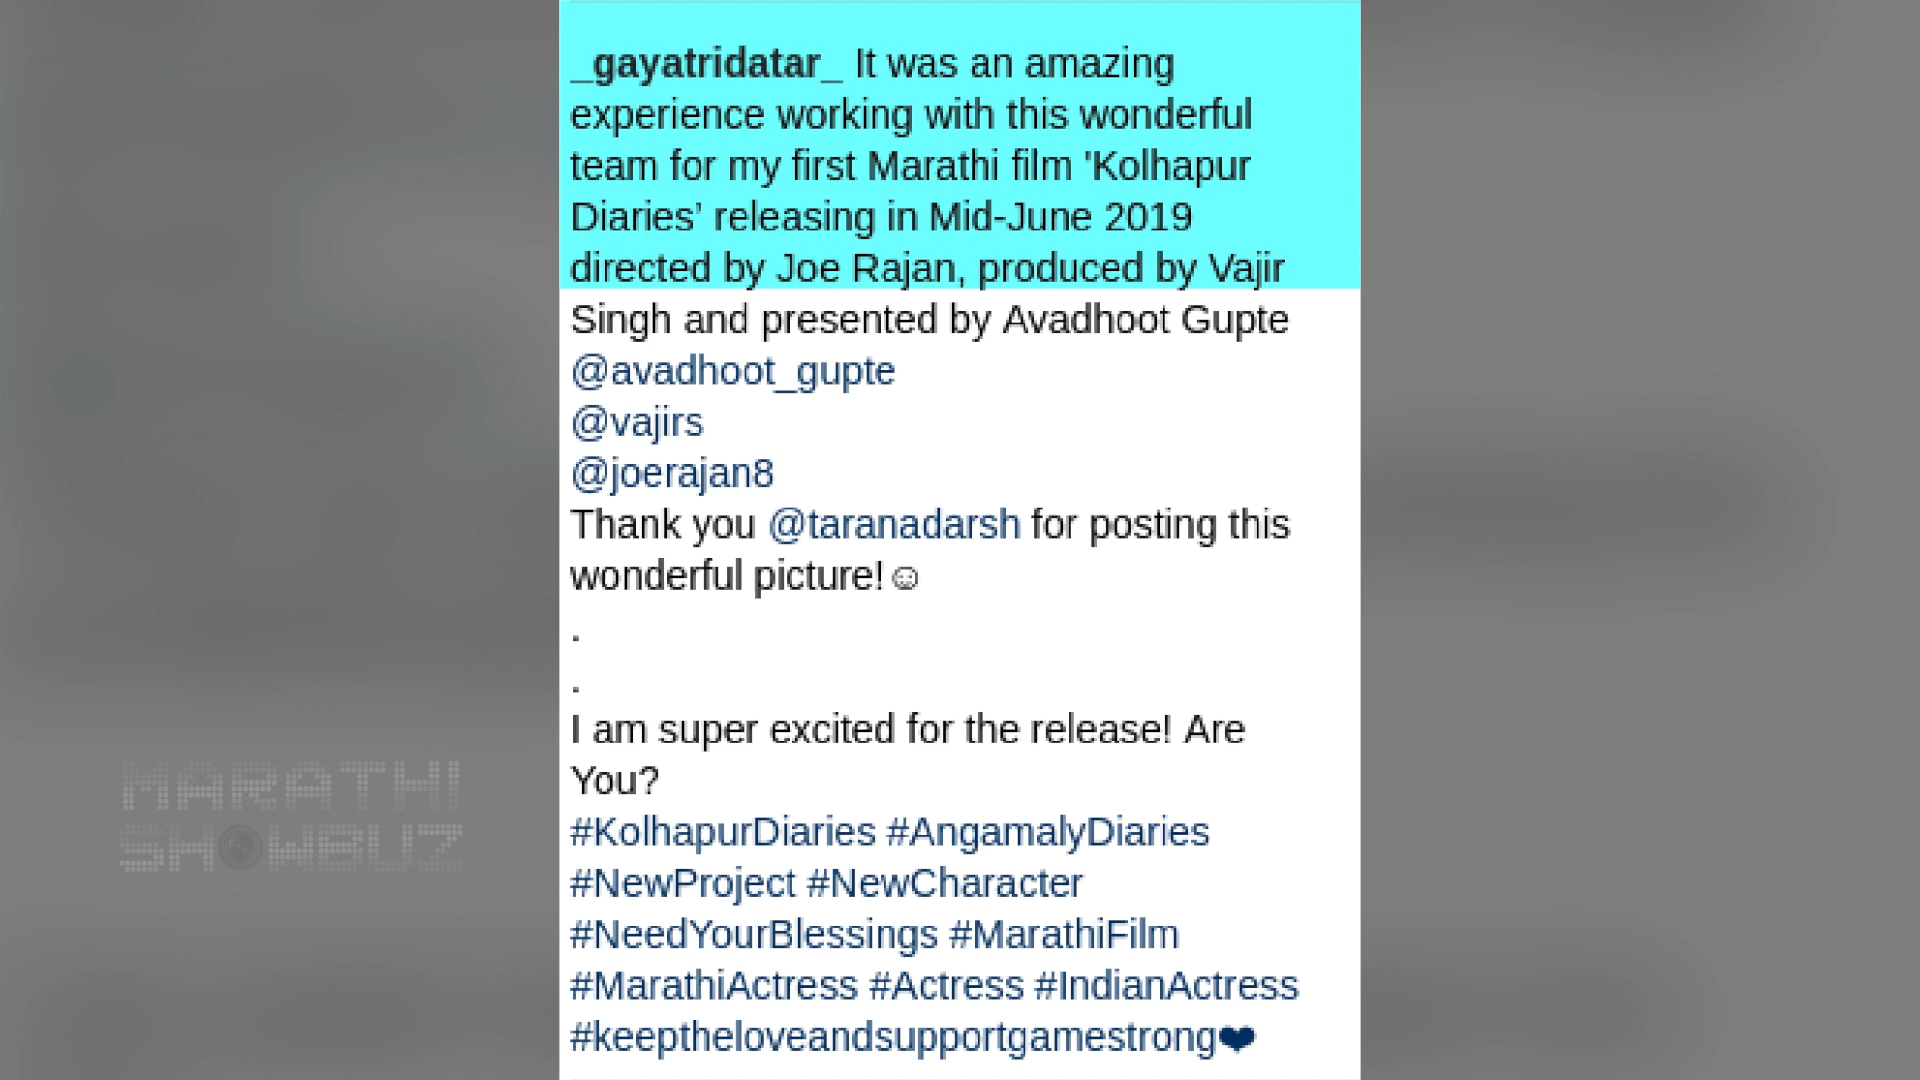 _gayatridatar_ It was an amazing
experience working with this wonderful
team for my first Marathi film 'Kolhapur
Diaries’ releasing in Mid-June 2019
directed by Joe Rajan, produced by Vajir
Singh and presented by Avadhoot Gupte
@avadhoot_gupte
@vajirs
@joerajan8
Thank you @taranadarsh for posting this
wonderful picture!☺
.
.
I am super excited for the release! Are
You?
#KolhapurDiaries #AngamalyDiaries
#NewProject #NewCharacter
#NeedYourBlessings #MarathiFilm
#MarathiActress #Actress #IndianActress
#keeptheloveandsupportgamestrong❤
MARATHI
SHOWBUZ